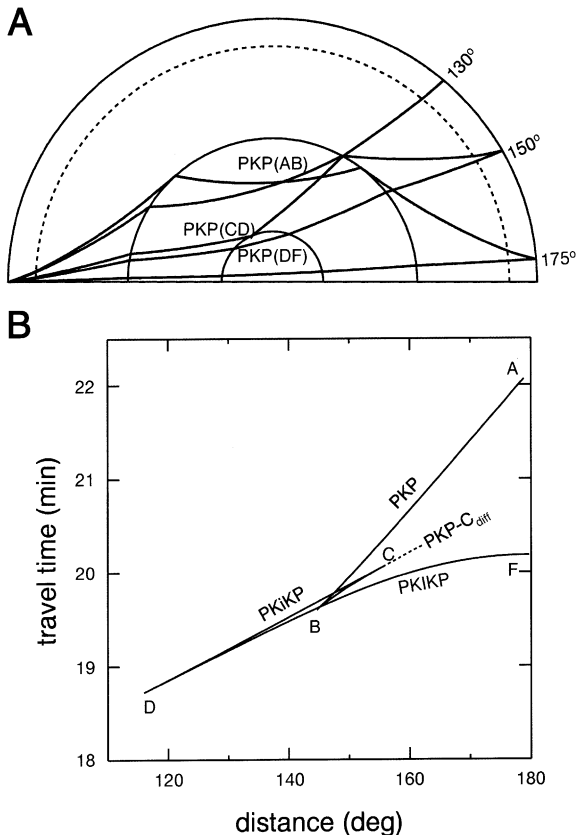 A
130°
PKP(AB)
150°
PKP(CD)
PKP(DF)
175°
B
travel time (min)
22
21
20
19
18
A
PKP
PKP-Cdiff
C
PKiKP
PKIKP
F
B
D
120 140 160 180
distance (deg)